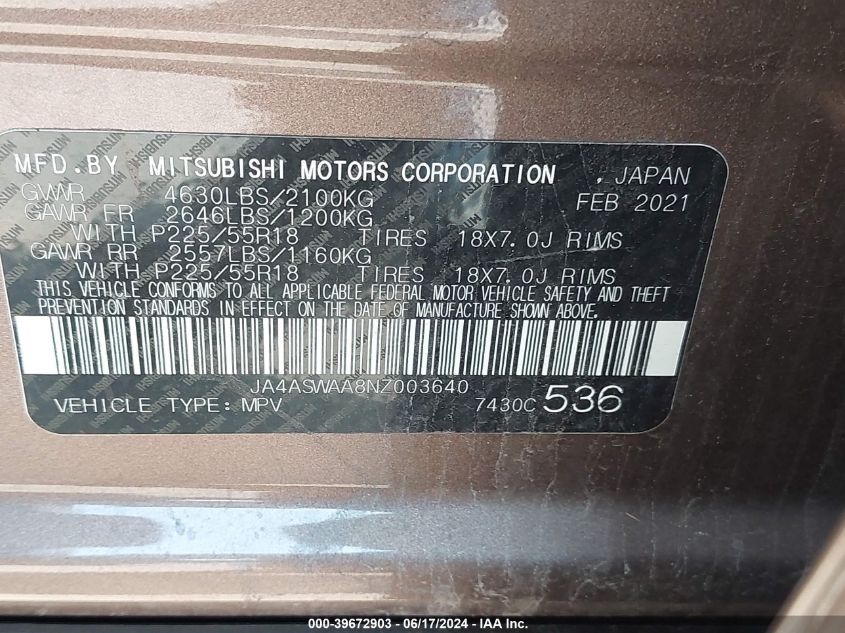 MFD.BY MITSUBISHI MOTORS CORPORATION . JAPAN
GVWR 4630LBS/2100KG FEB 2021
GAWR FR 2646LBS/1200KG
WITH P225/55R18 TIRES 18X7.0J RIMS
GAWR RR 2557LBS/1160KG
WITH P225/55R18 TIRES 18X7.0J RIMS
THIS VEHICLE CONFORMS TO ALL APPLICABLE FEDERAL MOTOR VEHICLE SAFETY AND THEFT
PREVENTION STANDARDS IN EFFECT ON THE DATE OF MANUFACTURE SHOWN ABOVE.
JA4ASWAA8NZ003640
VEHICLE TYPE: MPV 7430C 536
000-39672903 - 06/17/2024 - IAA Inc.